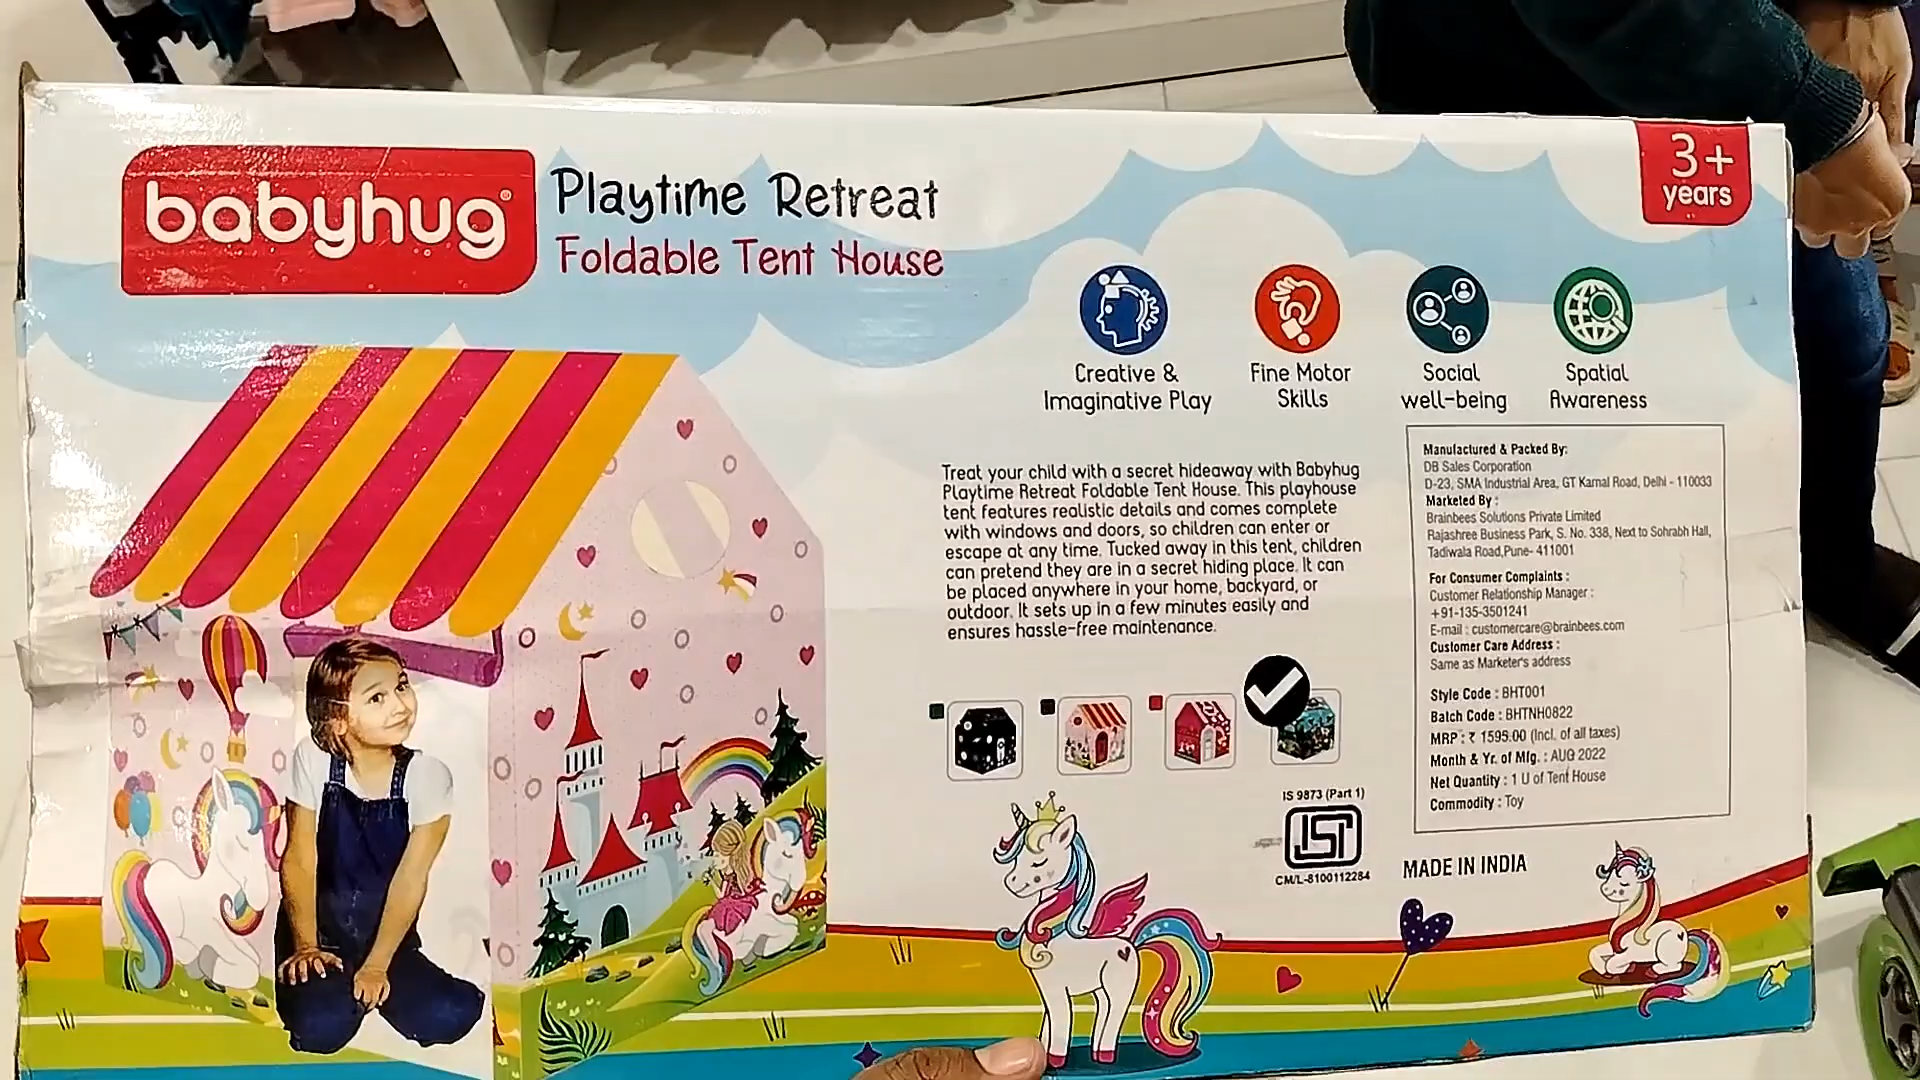 babyhug®
Playtime Retreat
Foldable Tent House
3+
years
Creative &
Imaginative Play
Fine Motor
Skills
Social
well-being
Spatial
Awareness
Treat your child with a secret hideaway with Babyhug
Playtime Retreat Foldable Tent House. This playhouse
tent features realistic details and comes complete
with windows and doors, so children can enter or
escape at any time. Tucked away in this tent, children
can pretend they are in a secret hiding place. It can
be placed anywhere in your home, backyard, or
outdoor. It sets up in a few minutes easily and
ensures hassle-free maintenance.
Manufactured & Packed By:
DB Sales Corporation
D-23, SMA Industrial Area, GT Karnal Road, Delhi - 110033
Marketed By :
Brainbees Solutions Private Limited
Rajashree Business Park, S. No. 338, Next to Sohrabh Hall,
Tadiwala Road,Pune- 411001
For Consumer Complaints :
Customer Relationship Manager :
+91-135-3501241
E-mail : customercare@brainbees.com
Customer Care Address :
Same as Marketer's address
Style Code : BHT001
Batch Code : BHTNH0822
MRP : ₹ 1595.00 (Incl. of all taxes)
Month & Yr. of Mfg. : AUG 2022
Net Quantity : 1 U of Tent House
Commodity : Toy
IS 9873 (Part 1)
ISI
CM/L-8100112284
MADE IN INDIA